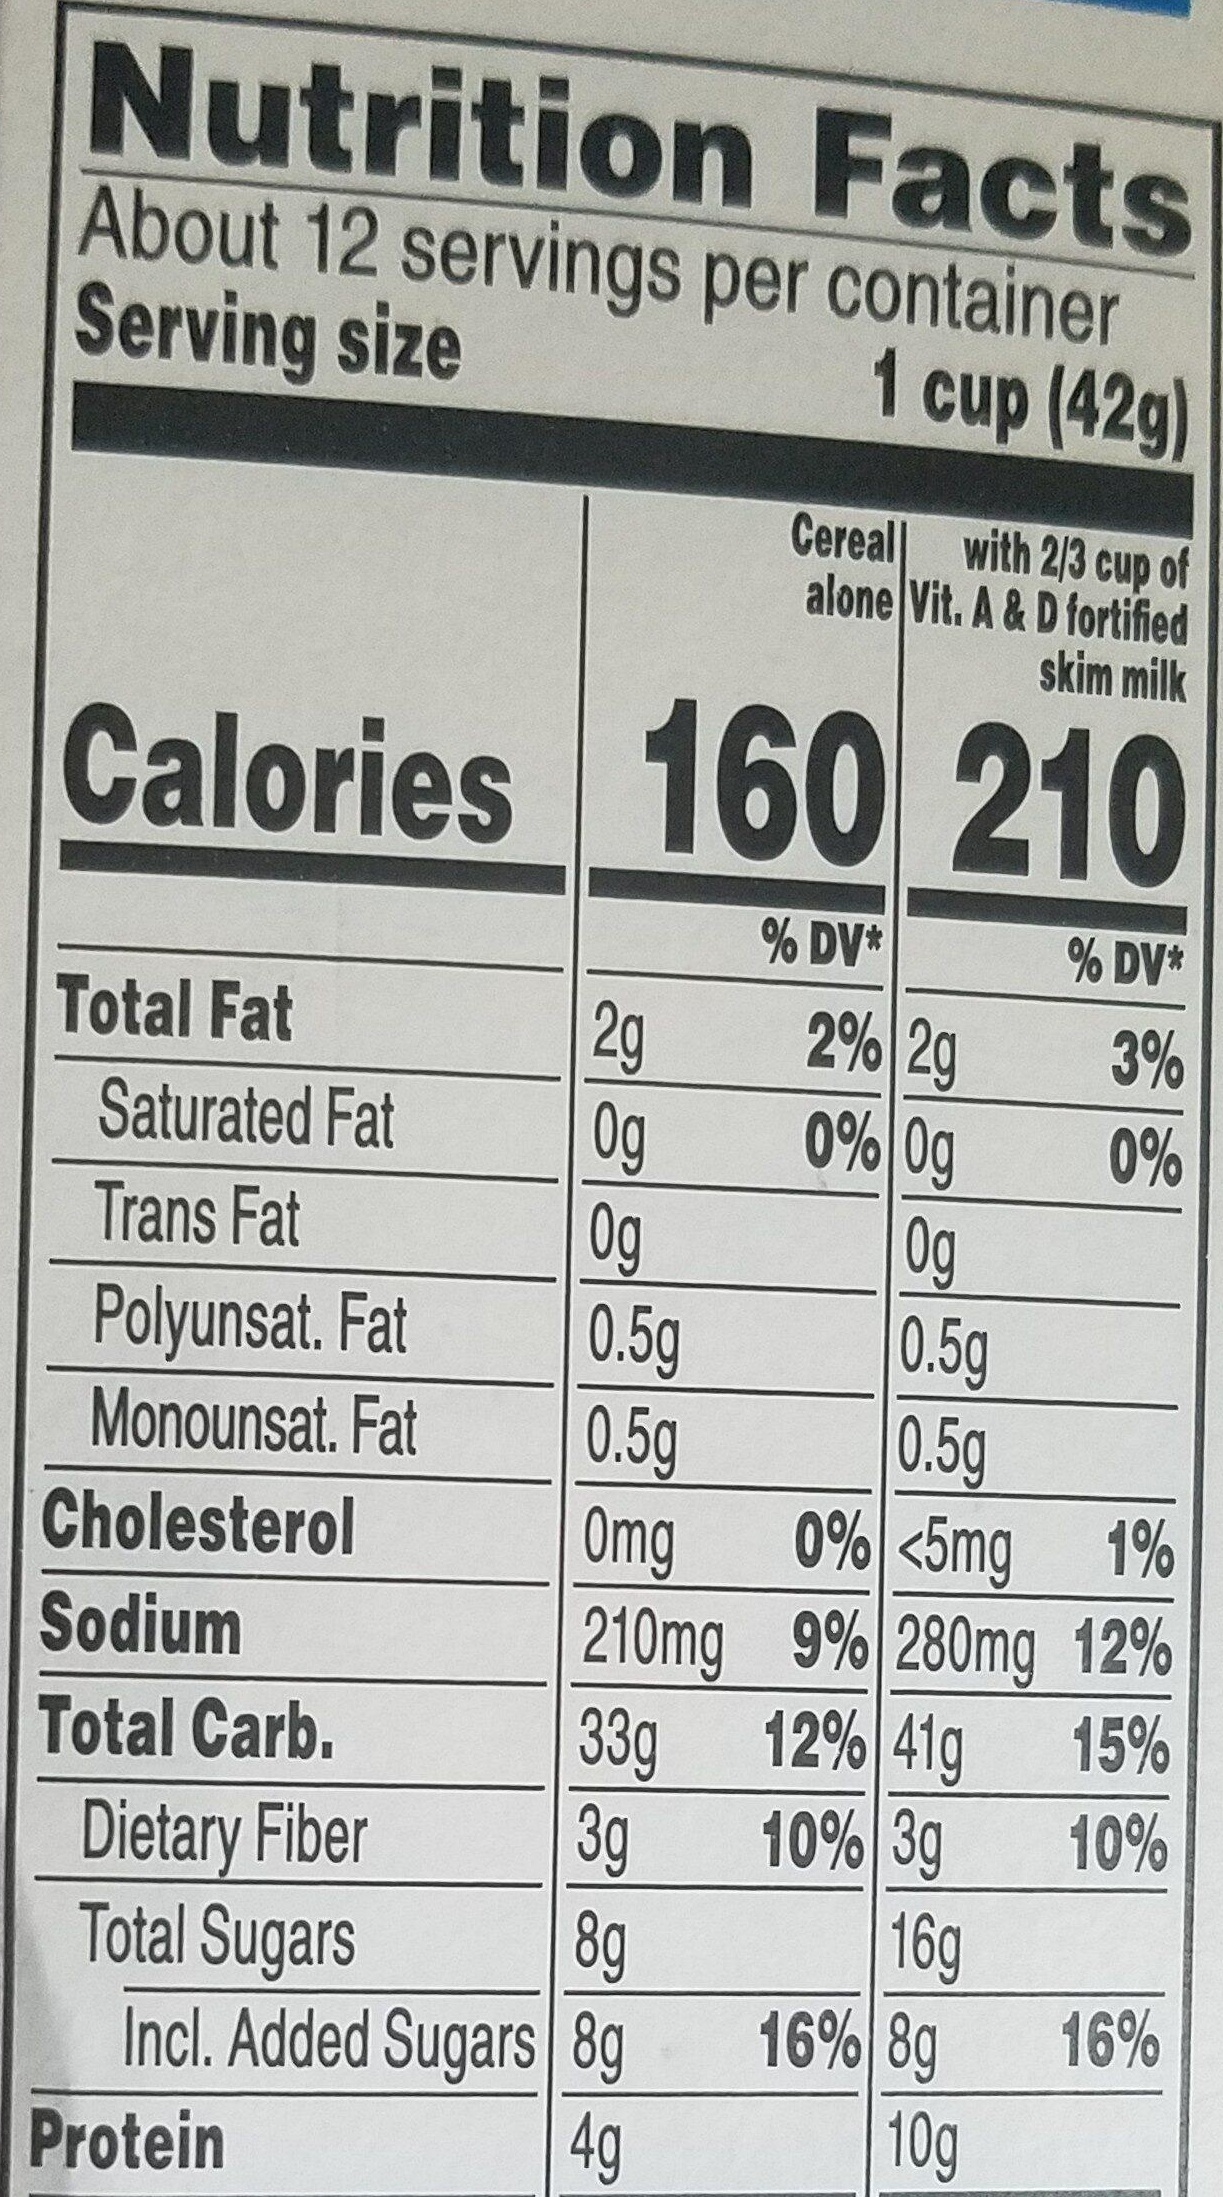 Nutrition Facts
About 12 servings per container
Serving size 1 cup (42g)
Cereal with 2/3 cup of
alone Vit. A & D fortified
skim milk
Calories 160 210
% DV* % DV*
Total Fat 2g 2% 2g 3%
Saturated Fat 0g 0% 0g 0%
Trans Fat 0g 0g
Polyunsat. Fat 0.5g 0.5g
Monounsat. Fat 0.5g 0.5g
Cholesterol 0mg 0% <5mg 1%
Sodium 210mg 9% 280mg 12%
Total Carb. 33g 12% 41g 15%
Dietary Fiber 3g 10% 3g 10%
Total Sugars 8g 16g
Incl. Added Sugars 8g 16% 8g 16%
Protein 4g 10g